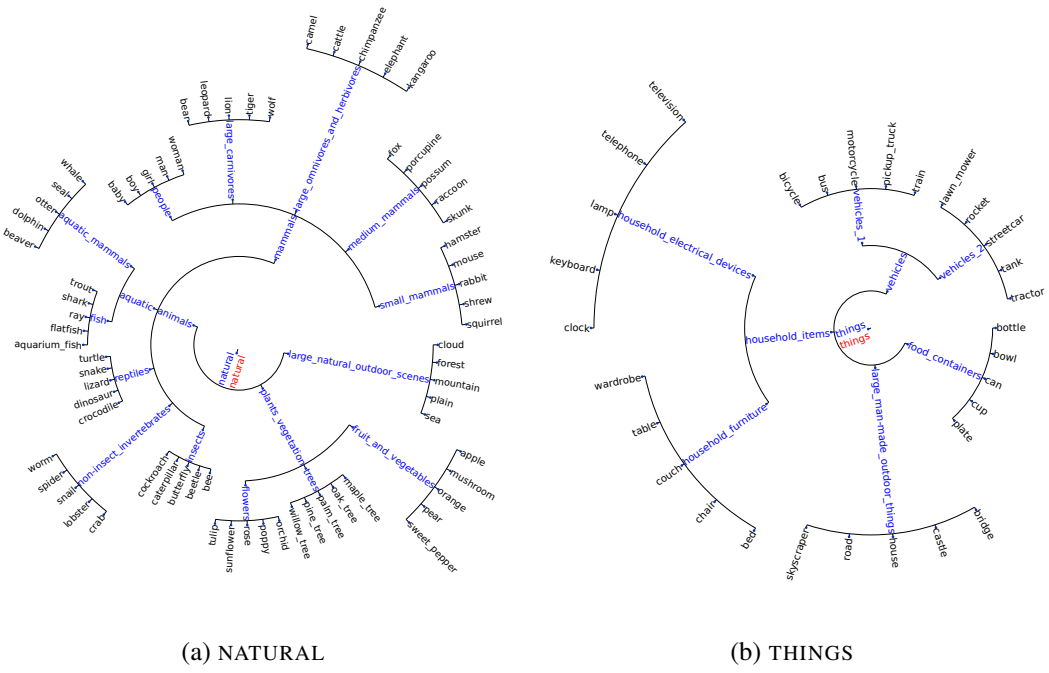 camel
cattle
chimpanzee
elephant
kangaroo
large_omnivores_and_herbivores
bear
leopard
lion
tiger
wolf
large_carnivores
baby
boy
girl
man
womam
people
fox
porcupine
possum
raccoon
skunk
medium_mammals
hamster
mouse
rabbit
shrew
squirrel
small_mammals
mammals
whale
seal
otter
dolphin
beaver
aquatic_mammals
trout
shark
ray
flatfish
aquarium_fish
fish
aquatic
animals
turtle
snake
lizard
dinosaur
crocodile
reptiles
worm
spider
snail
lobster
crab
non-insect_invertebrates
cockroach
caterpillar
butterfly
beetle
bee
insects
natural
natural
cloud
forest
mountain
plain
sea
large_natural_outdoor_scenes
plants_vegetation
apple
mushroom
orange
pear
sweet_pepper
fruit_and_vegetables
maple_tree
oak_tree
palm_tree
pine_tree
willow_tree
trees
tulip
sunflower
rose
poppy
orchid
flowers
(a) NATURAL
television
telephone
lamp
keyboard
clock
household_electrical_devices
wardrobe
table
couch
chair
bed
household_furniture
household_items
things
things
bicycle
bus
motorcycle
pickup_truck
train
vehicles_1
lawn_mower
rocket
streetcar
tank
tractor
vehicles_2
vehicles
bottle
bowl
can
cup
plate
food_containers
skyscraper
road
house
castle
bridge
large_man-made_outdoor_things
(b) THINGS